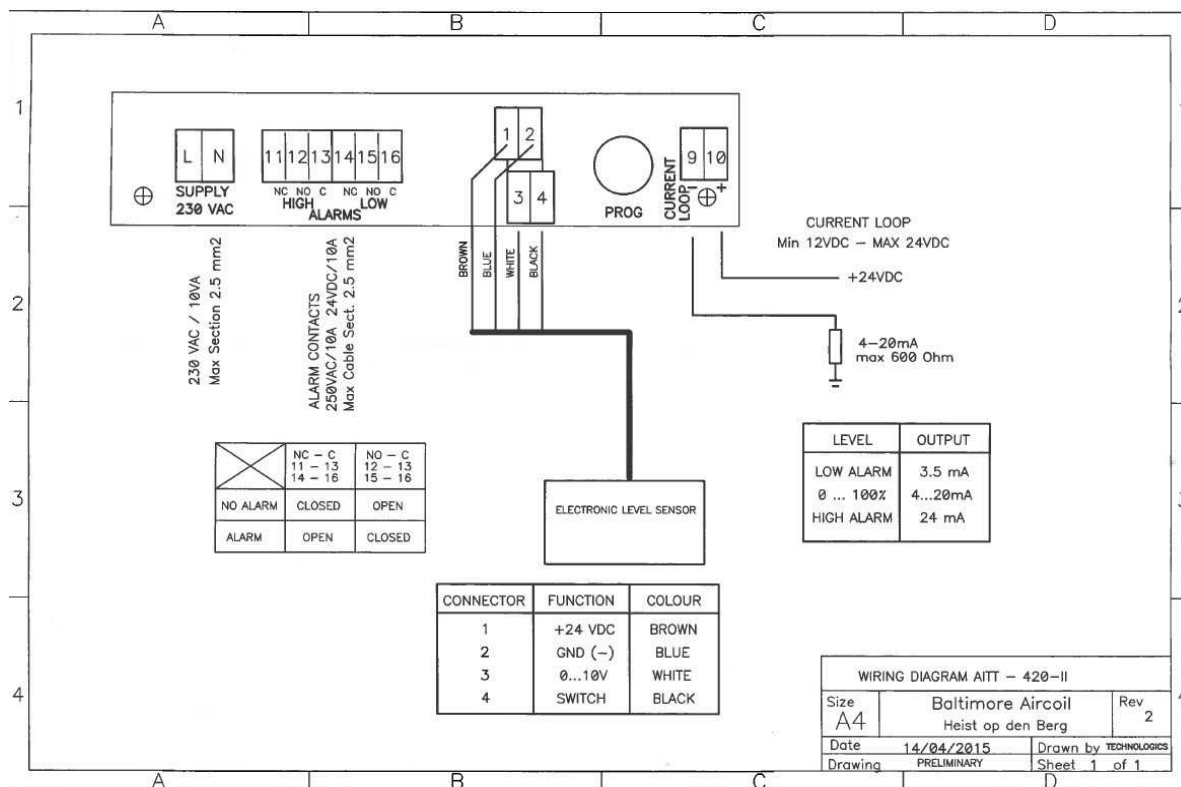 A B C D
1
1 2
L N
11 12 13 14 15 16
9 10
3 4
NC NO C NC NO C
HIGH LOW
ALARMS
SUPPLY
230 VAC
PROG
CURRENT
LOOP
- +
BROWN
BLUE
WHITE
BLACK
230 VAC / 10VA
Max Section 2.5 mm2
ALARM CONTACTS
250VAC/10A 24VDC/10A
Max Cable Sect. 2.5 mm2
CURRENT LOOP
Min 12VDC – MAX 24VDC
+24VDC
2 2
4–20mA
max 600 Ohm
LEVEL OUTPUT
LOW ALARM 3.5 mA
0 ... 100% 4...20mA
HIGH ALARM 24 mA
NC – C NO – C
11 – 13 12 – 13
14 – 16 15 – 16
NO ALARM CLOSED OPEN
ALARM OPEN CLOSED
3 3
ELECTRONIC LEVEL SENSOR
CONNECTOR FUNCTION COLOUR
1 +24 VDC BROWN
2 GND (–) BLUE
3 0...10V WHITE
4 SWITCH BLACK
4 4
WIRING DIAGRAM AITT – 420–II
Size Baltimore Aircoil Rev
A4 Heist op den Berg 2
Date 14/04/2015 Drawn by TECHNOLOGICS
Drawing PRELIMINARY Sheet 1 of 1
A B C D